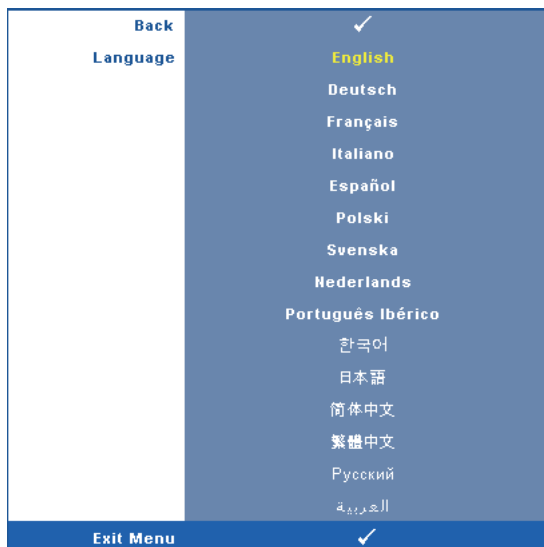 Back ✓
Language English
Deutsch
Français
Italiano
Español
Polski
Svenska
Nederlands
Português Ibérico
한국어
日本語
简体中文
繁體中文
Русский
العربية
Exit Menu ✓